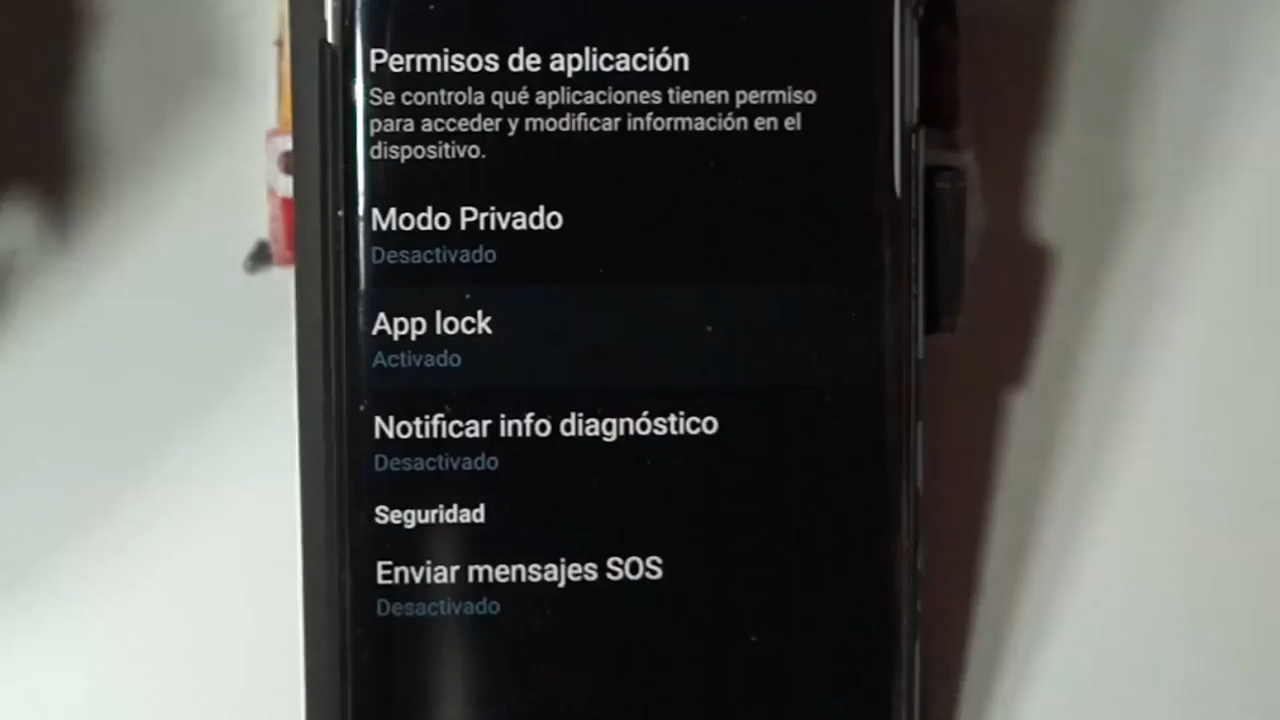 Permisos de aplicación
Se controla qué aplicaciones tienen permiso
para acceder y modificar información en el
dispositivo.
Modo Privado
Desactivado
App lock
Activado
Notificar info diagnóstico
Desactivado
Seguridad
Enviar mensajes SOS
Desactivado